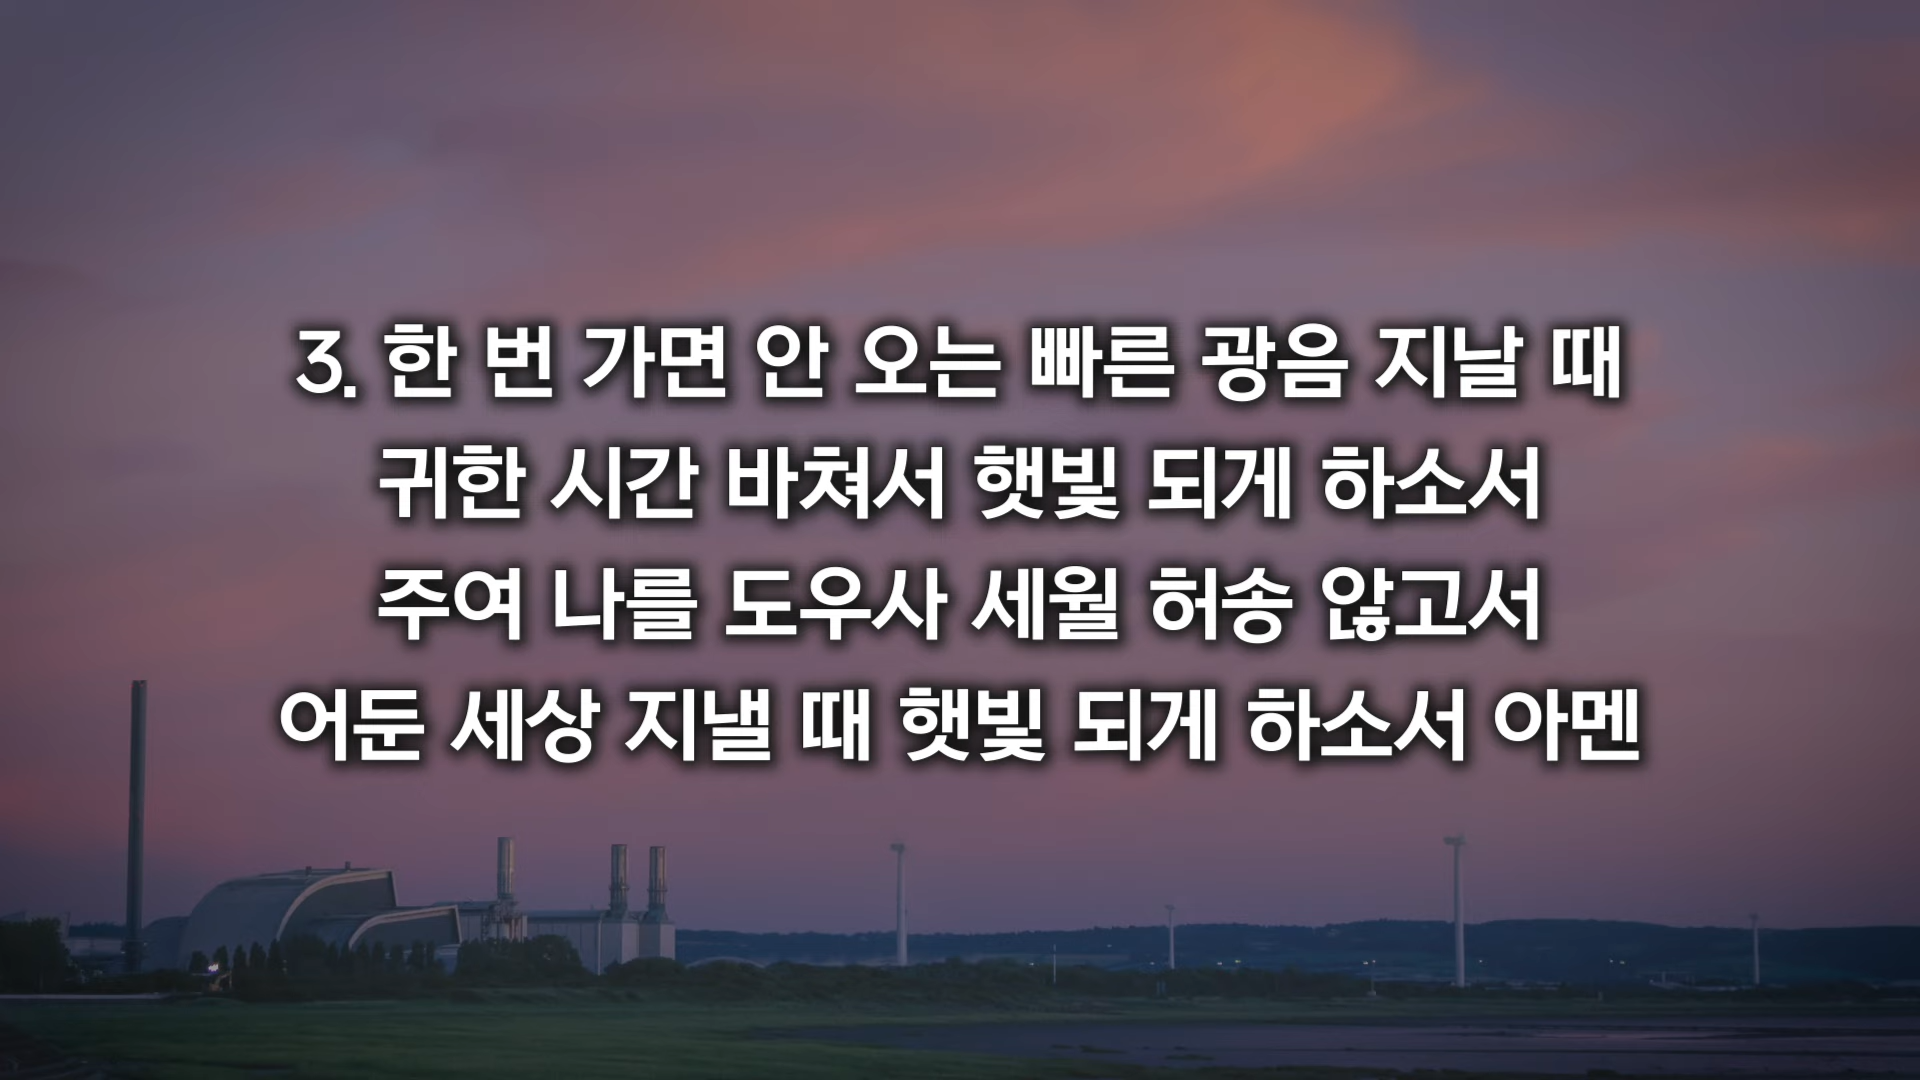 3. 한 번 가면 안 오는 빠른 광음 지날 때
귀한 시간 바쳐서 햇빛 되게 하소서
주여 나를 도우사 세월 허송 않고서
어둔 세상 지낼 때 햇빛 되게 하소서 아멘